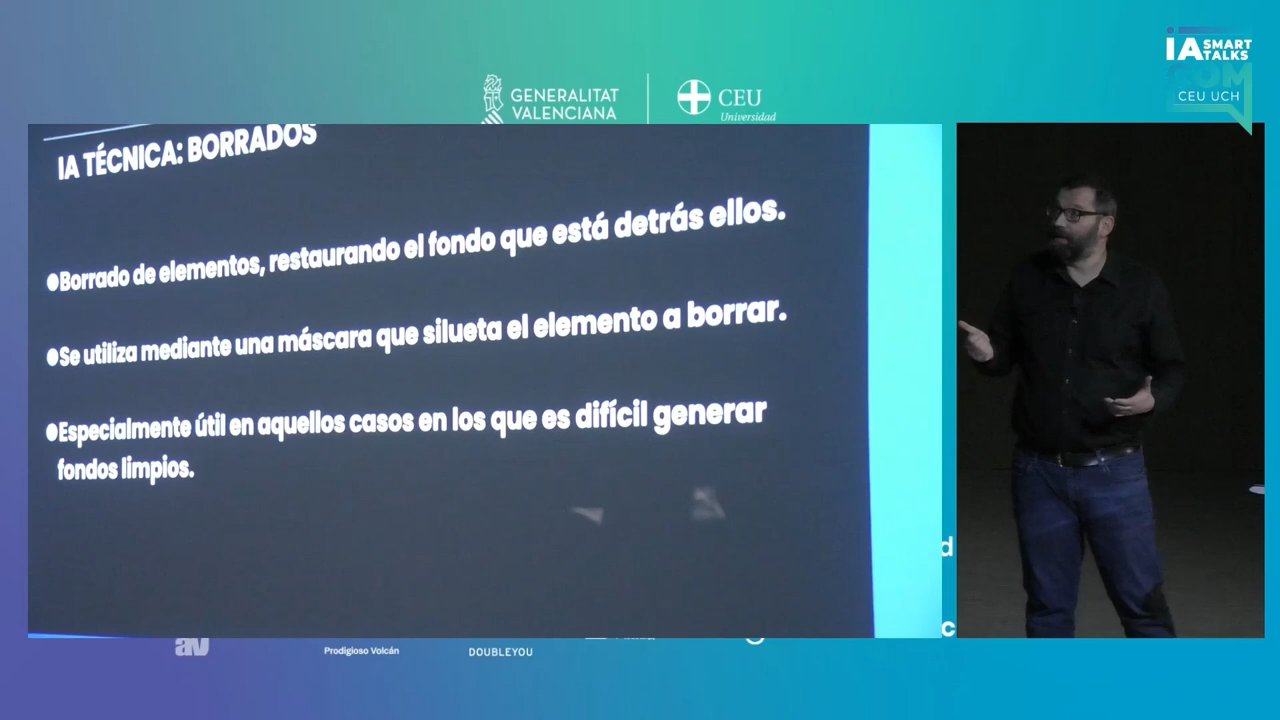 IA SMART
TALKS
COM
CEU UCH
GENERALITAT
VALENCIANA
CEU
Universidad
IA TÉCNICA: BORRADOS
●Borrado de elementos, restaurando el fondo que está detrás ellos.
●Se utiliza mediante una máscara que silueta el elemento a borrar.
●Especialmente útil en aquellos casos en los que es difícil generar
fondos limpios.
d
c
av
Prodigioso Volcán
DOUBLEYOU